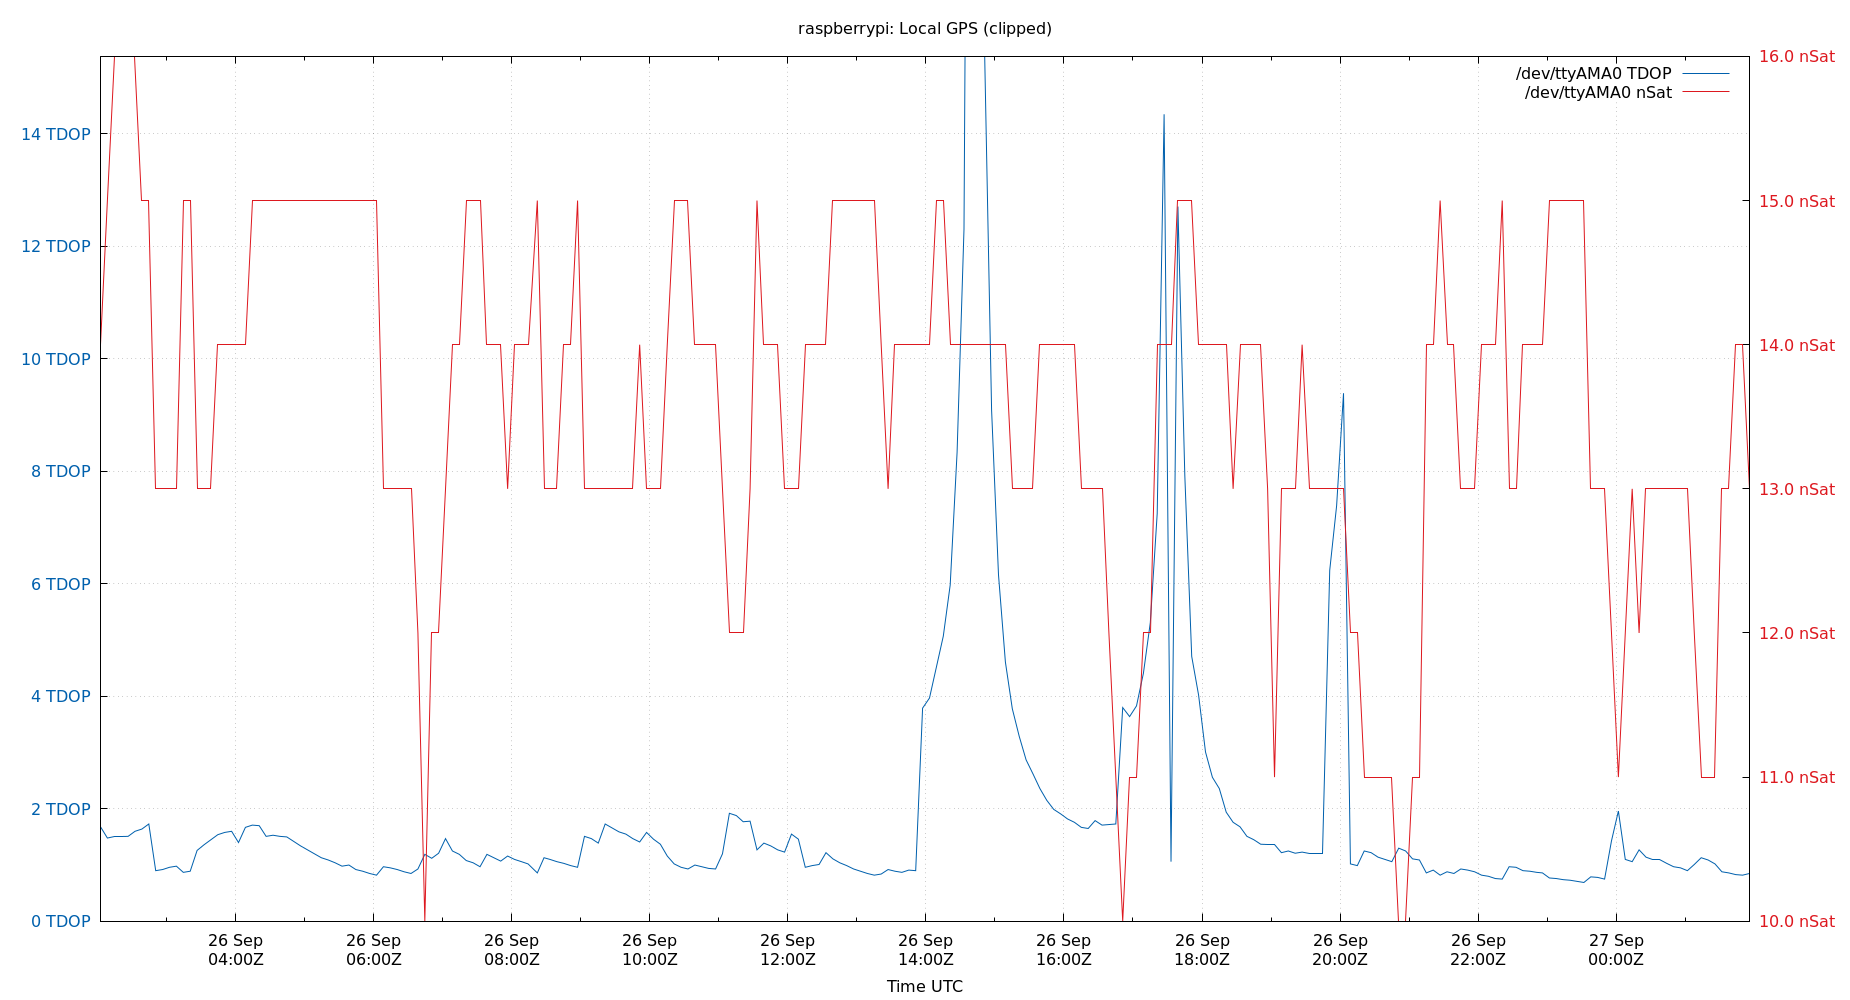 raspberrypi: Local GPS (clipped)
16.0 nSat
/dev/ttyAMA0 TDOP
/dev/ttyAMA0 nSat
14 TDOP
15.0 nSat
12 TDOP
14.0 nSat
10 TDOP
8 TDOP
13.0 nSat
6 TDOP
12.0 nSat
4 TDOP
11.0 nSat
2 TDOP
0 TDOP
10.0 nSat
26 Sep 26 Sep 26 Sep 26 Sep 26 Sep 26 Sep 26 Sep 26 Sep 26 Sep 26 Sep 27 Sep
04:00Z 06:00Z 08:00Z 10:00Z 12:00Z 14:00Z 16:00Z 18:00Z 20:00Z 22:00Z 00:00Z
Time UTC